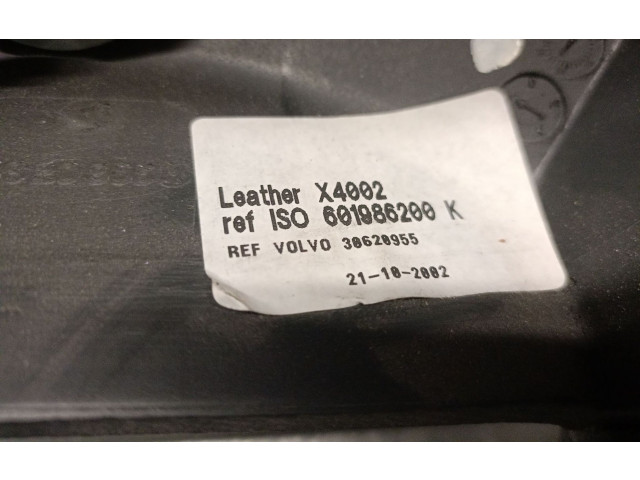 Leather X4002
ref ISO 601986200 K
REF VOLVO 30620955
21-10-2002